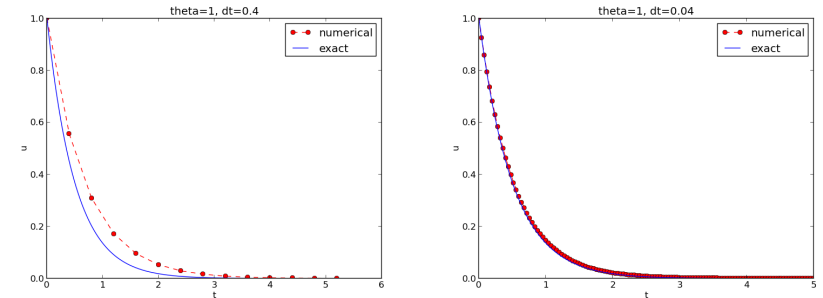 theta=1, dt=0.4
1.0
0.8
0.6
0.4
0.2
0.0
u
0 1 2 3 4 5 6
t
numerical
exact
theta=1, dt=0.04
1.0
0.8
0.6
0.4
0.2
0.0
u
0 1 2 3 4 5
t
numerical
exact